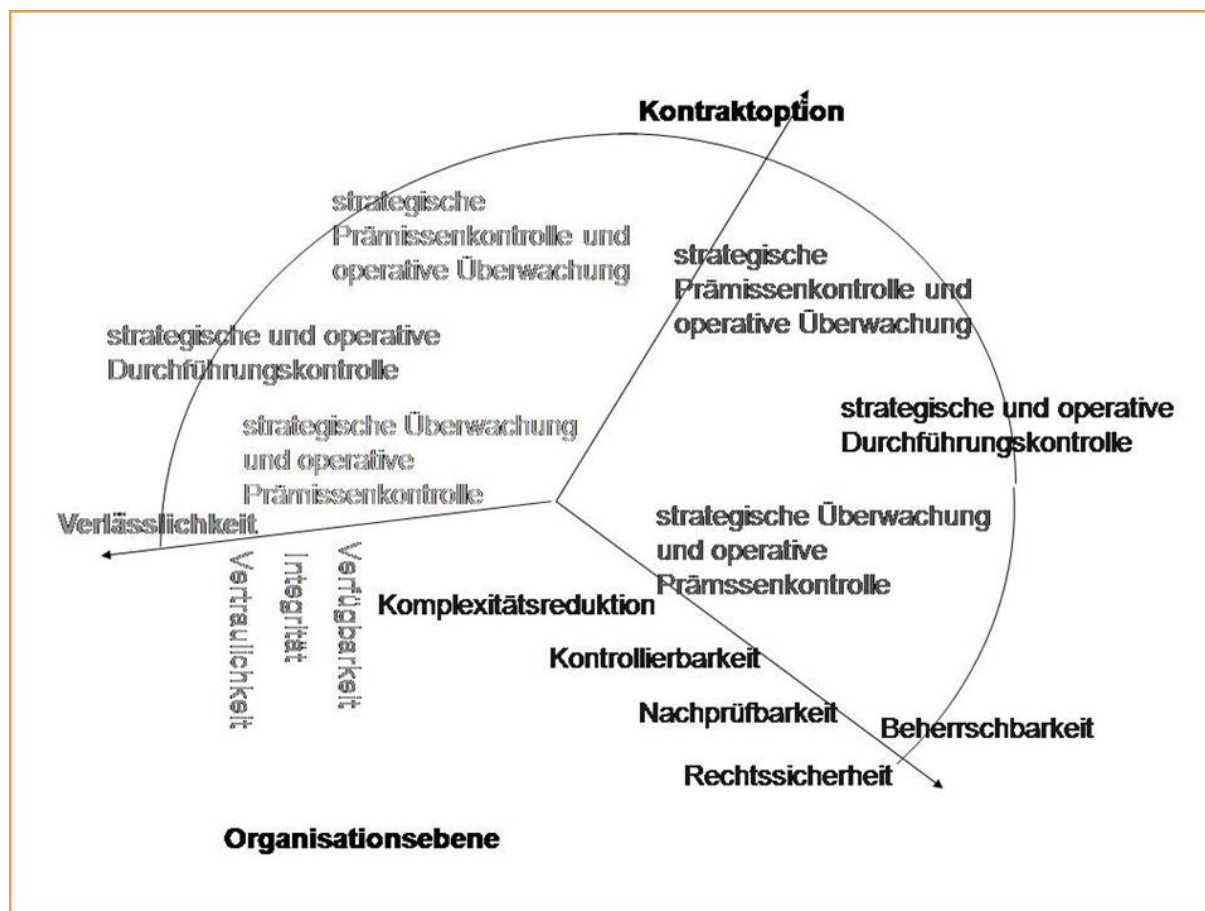 Kontraktoption
strategische
Prämissenkontrolle und
operative Überwachung
strategische
Prämissenkontrolle und
operative Überwachung
strategische und operative
Durchführungskontrolle
strategische und operative
Durchführungskontrolle
strategische Überwachung
und operative
Prämissenkontrolle
strategische Überwachung
und operative
Prämssenkontrolle
Verlässlichkeit
Vertraulichkeit
Integrität
Verfügbarkeit
Komplexitätsreduktion
Kontrollierbarkeit
Nachprüfbarkeit
Beherrschbarkeit
Rechtssicherheit
Organisationsebene